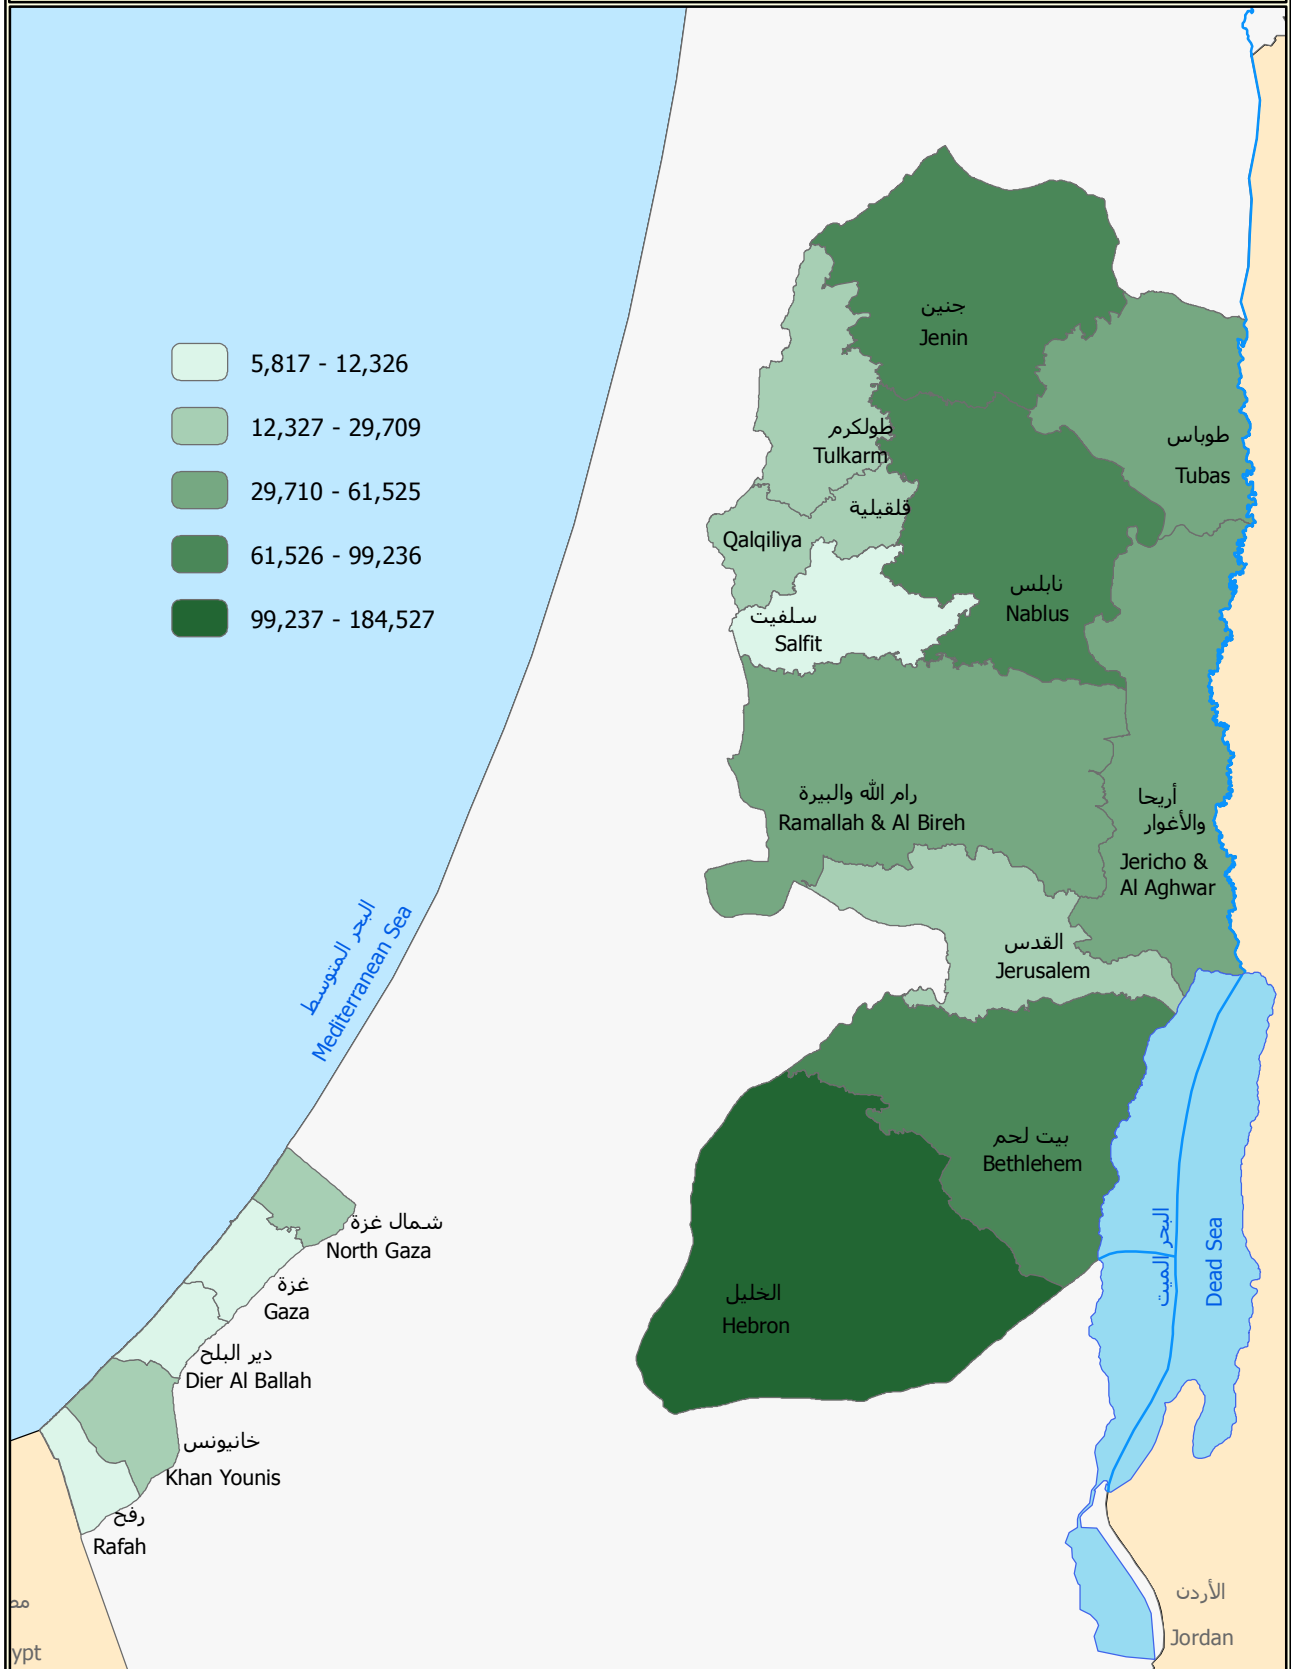 5,817 - 12,326
12,327 - 29,709
29,710 - 61,525
61,526 - 99,236
99,237 - 184,527
جنين
Jenin
طولكرم
Tulkarm
طوباس
Tubas
قلقيلية
Qalqiliya
نابلس
Nablus
سلفيت
Salfit
رام الله والبيرة
Ramallah & Al Bireh
أريحا
والأغوار
Jericho &
Al Aghwar
القدس
Jerusalem
البحر المتوسط
Mediterranean Sea
بيت لحم
Bethlehem
البحر الميت
Dead Sea
الخليل
Hebron
شمال غزة
North Gaza
غزة
Gaza
دير البلح
Dier Al Ballah
خانيونس
Khan Younis
رفح
Rafah
مص
ypt
الأردن
Jordan